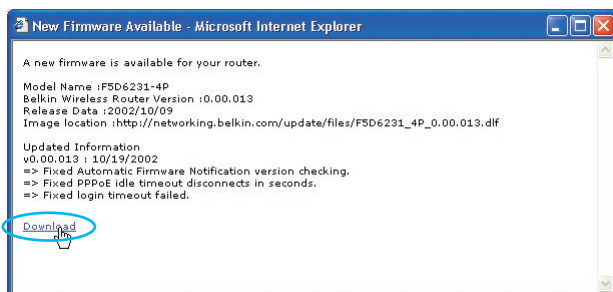 New Firmware Available - Microsoft Internet Explorer
A new firmware is available for your router.
Model Name :F5D6231-4P
Belkin Wireless Router Version :0.00.013
Release Data :2002/10/09
Image location :http://networking.belkin.com/update/files/F5D6231_4P_0.00.013.dlf
Updated Information
v0.00.013 : 10/19/2002
=> Fixed Automatic Firmware Notification version checking.
=> Fixed PPPoE idle timeout disconnects in seconds.
=> Fixed login timeout failed.
Download